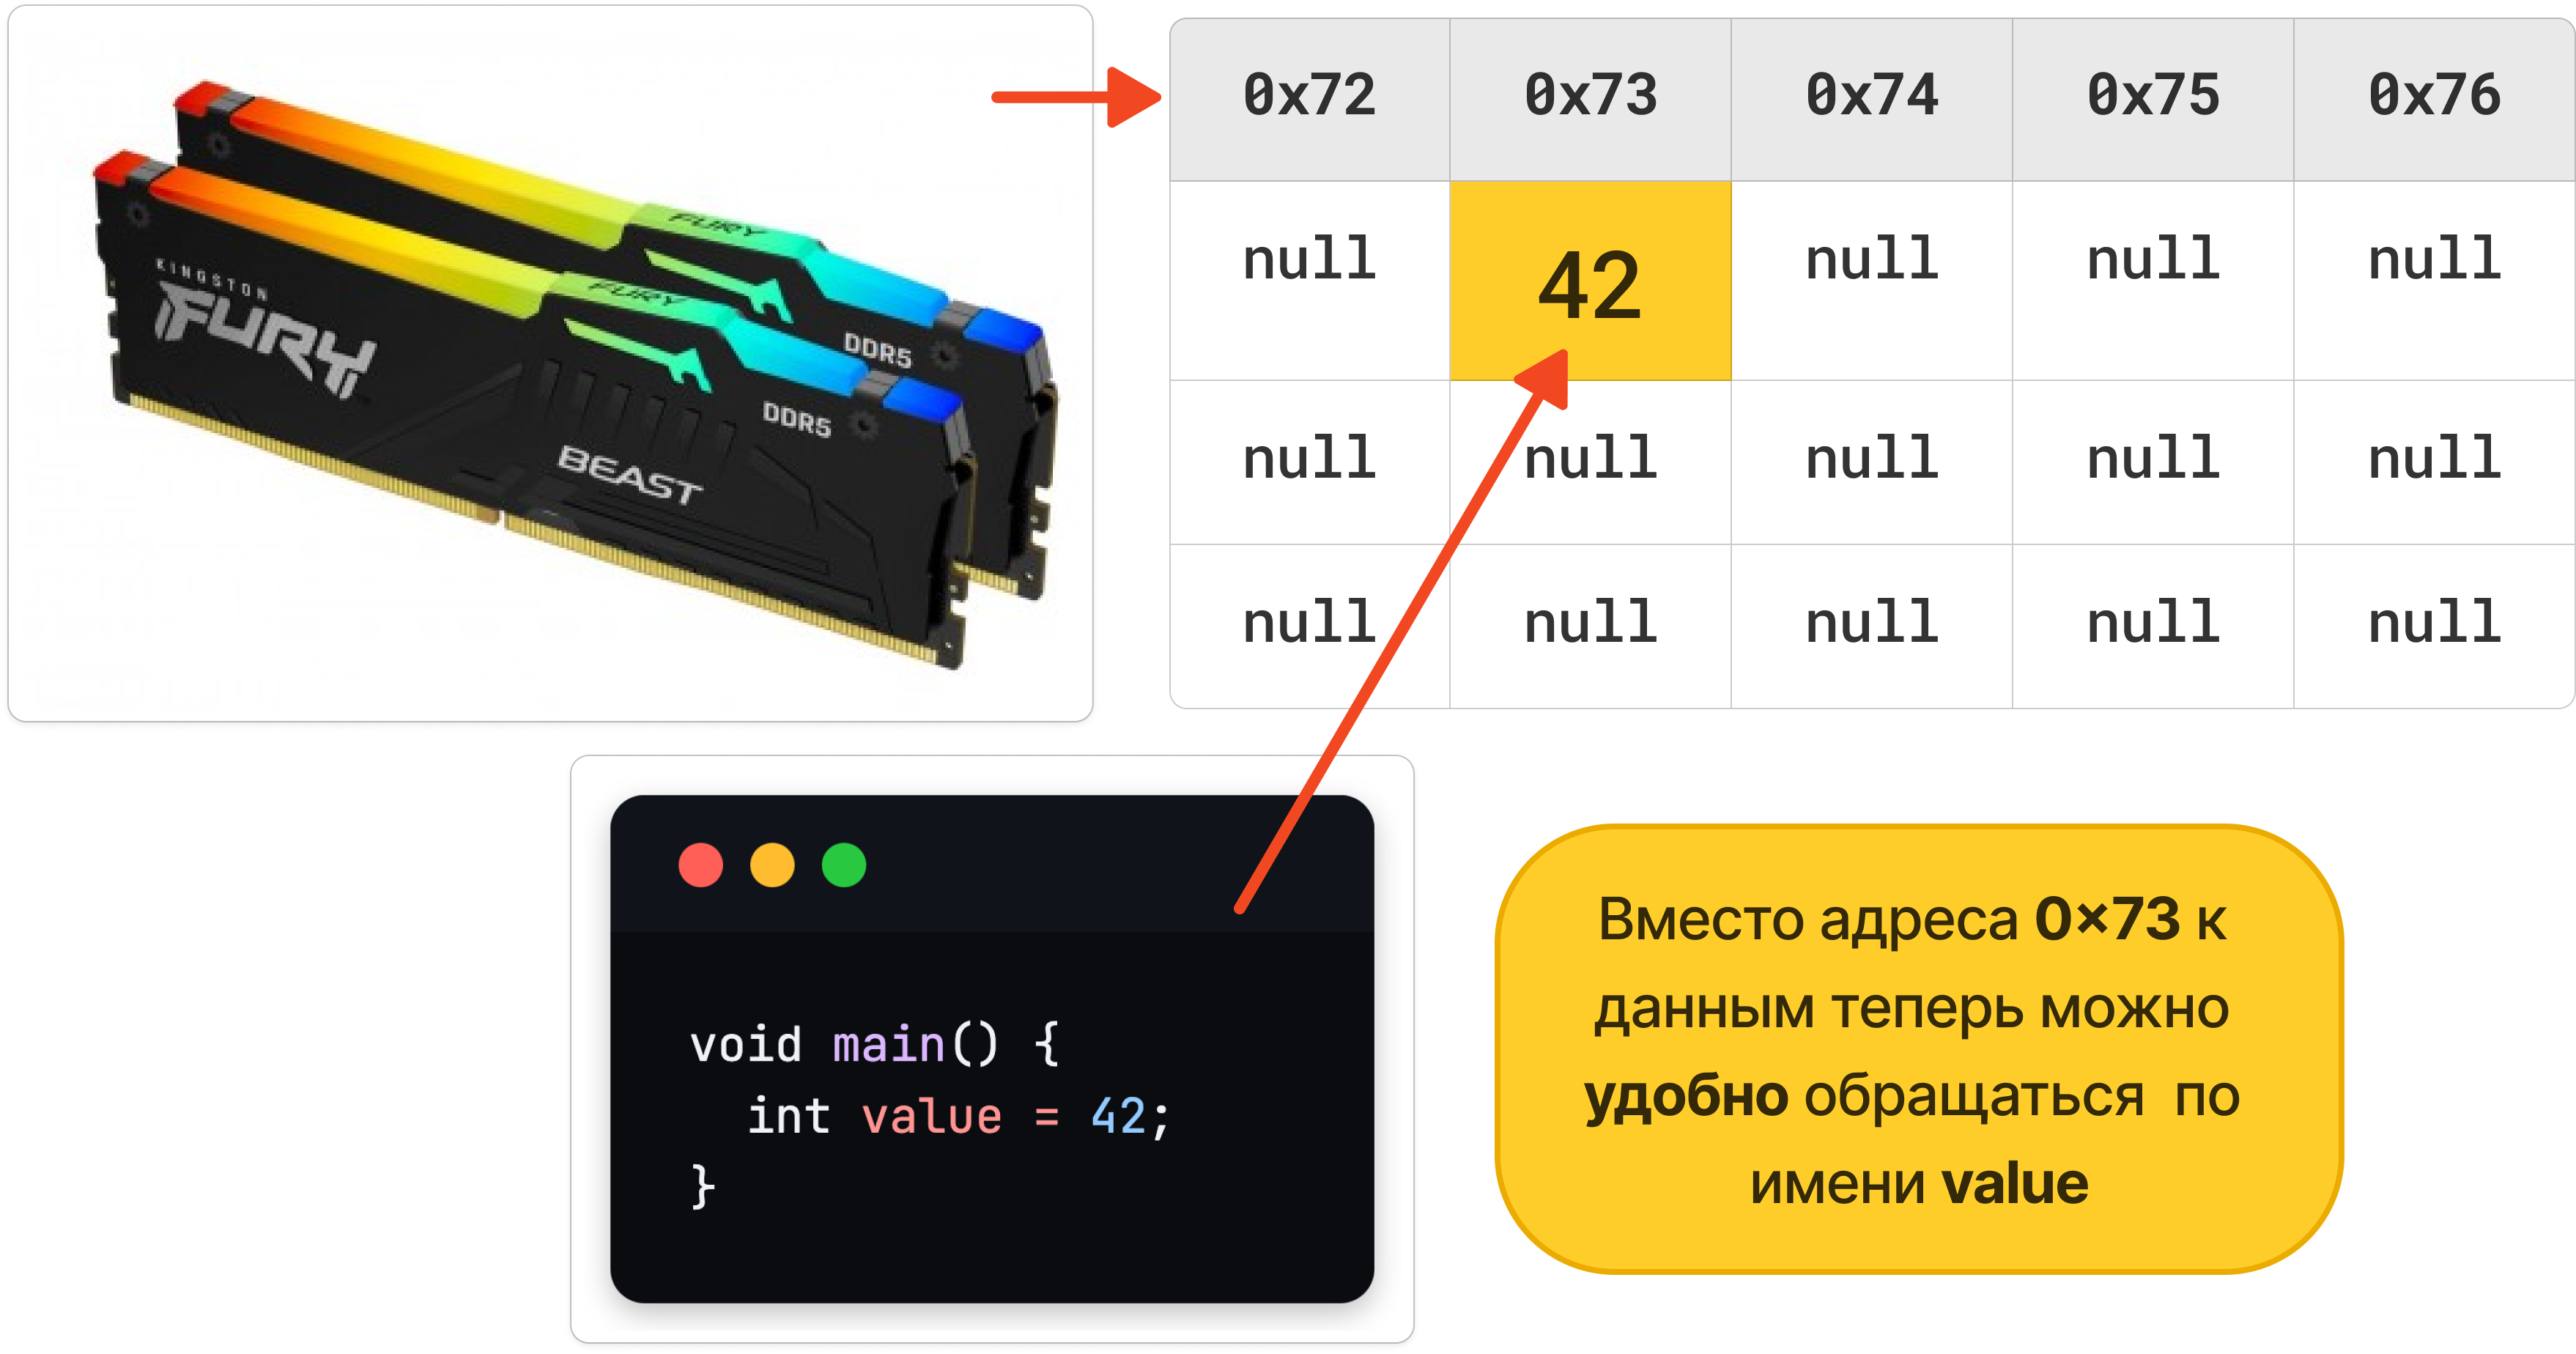 KINGSTON
FURY
FURY
FURY
DDR5
DDR5
BEAST
0x72 0x73 0x74 0x75 0x76
null 42 null null null
null null null null null
null null null null null
void main() {
int value = 42;
}
Вместо адреса 0×73 к
данным теперь можно
удобно обращаться по
имени value